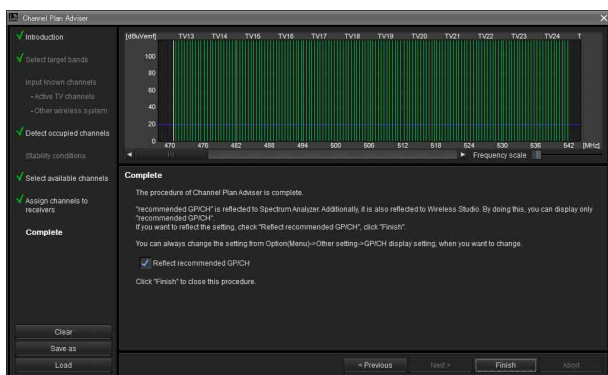 Channel Plan Adviser
Introduction
Select target bands
Input known channels
-Active TV channels
-Other wireless system
Detect occupied channels
Stability conditions
Select available channels
Assign channels to
receivers
Complete
Clear
Save as
Load
[dBuVemf] TV13 TV14 TV15 TV16 TV17 TV18 TV19 TV20 TV21 TV22 TV23 TV24 T
100
80
60
40
20
0
470 476 482 488 494 500 506 512 518 524 530 536 542 [MHz]
Frequency scale
Complete
The procedure of Channel Plan Adviser is complete.
"recommended GP/CH" is reflected to Spectrum Analyzer. Additionally, it is also reflected to Wireless Studio. By doing this, you can display only
"recommended GP/CH".
If you want to reflect the setting, check "Reflect recommended GP/CH", click "Finish".
You can always change the setting from Option(Menu)->Other setting->GP/CH display setting, when you want to change.
Reflect recommended GP/CH
Click "Finish" to close this procedure.
< Previous
Next >
Finish
Abort